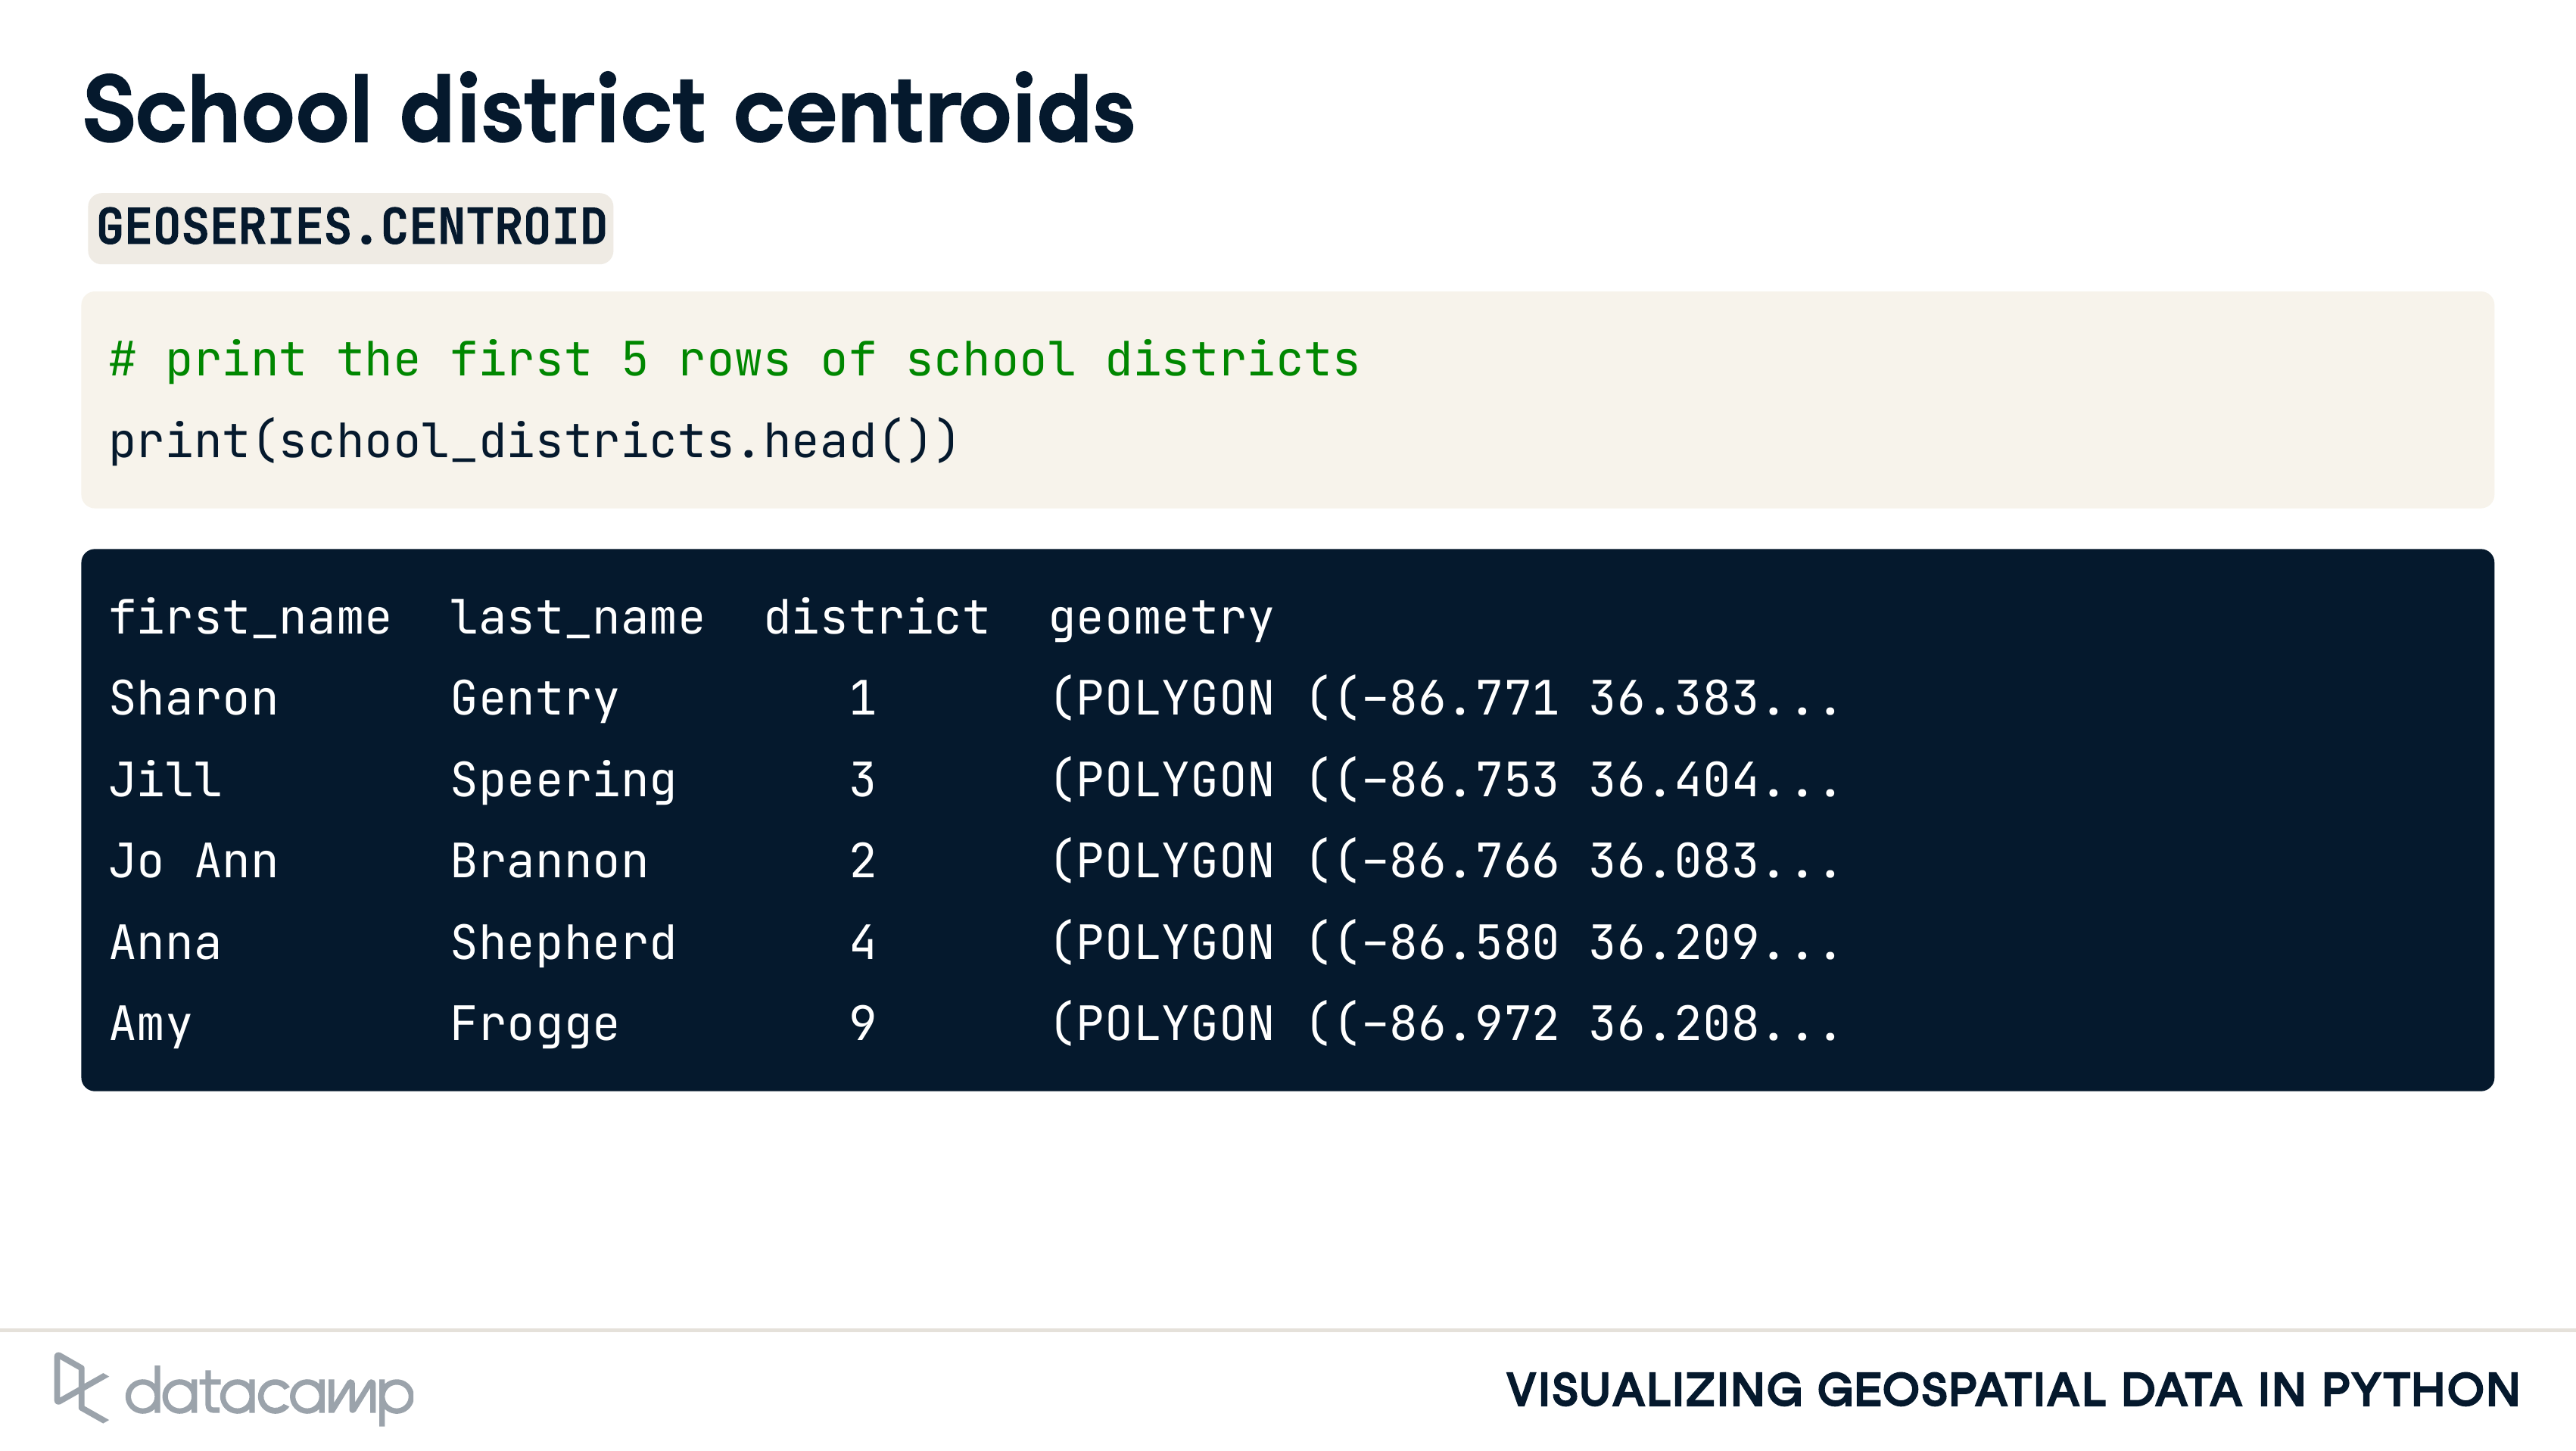 School district centroids
GEOSERIES.CENTROID
# print the first 5 rows of school districts
print(school_districts.head())
first_name  last_name  district  geometry
Sharon      Gentry        1      (POLYGON ((-86.771 36.383...
Jill        Speering      3      (POLYGON ((-86.753 36.404...
Jo Ann      Brannon       2      (POLYGON ((-86.766 36.083...
Anna        Shepherd      4      (POLYGON ((-86.580 36.209...
Amy         Frogge        9      (POLYGON ((-86.972 36.208...
datacamp
VISUALIZING GEOSPATIAL DATA IN PYTHON